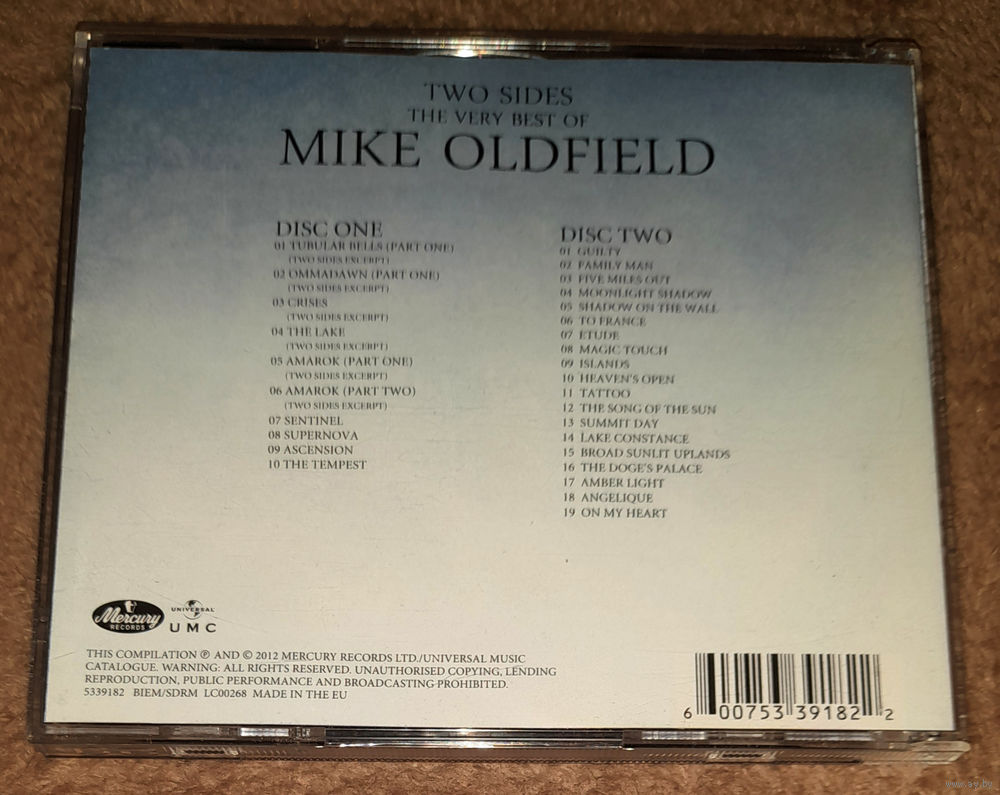 TWO SIDES
THE VERY BEST OF
MIKE OLDFIELD
DISC ONE
01 TUBULAR BELLS (PART ONE)
(TWO SIDES EXCERPT)
02 OMMADAWN (PART ONE)
(TWO SIDES EXCERPT)
03 CRISES
(TWO SIDES EXCERPT)
04 THE LAKE
(TWO SIDES EXCERPT)
05 AMAROK (PART ONE)
(TWO SIDES EXCERPT)
06 AMAROK (PART TWO)
(TWO SIDES EXCERPT)
07 SENTINEL
08 SUPERNOVA
09 ASCENSION
10 THE TEMPEST
DISC TWO
01 GUILTY
02 FAMILY MAN
03 FIVE MILES OUT
04 MOONLIGHT SHADOW
05 SHADOW ON THE WALL
06 TO FRANCE
07 ETUDE
08 MAGIC TOUCH
09 ISLANDS
10 HEAVEN'S OPEN
11 TATTOO
12 THE SONG OF THE SUN
13 SUMMIT DAY
14 LAKE CONSTANCE
15 BROAD SUNLIT UPLANDS
16 THE DOGE'S PALACE
17 AMBER LIGHT
18 ANGELIQUE
19 ON MY HEART
Mercury
RECORDS
UNIVERSAL
UMC
THIS COMPILATION ℗ AND © 2012 MERCURY RECORDS LTD./UNIVERSAL MUSIC
CATALOGUE. WARNING: ALL RIGHTS RESERVED. UNAUTHORISED COPYING, LENDING
REPRODUCTION, PUBLIC PERFORMANCE AND BROADCASTING PROHIBITED.
5339182 BIEM/SDRM LC00268 MADE IN THE EU
6 00753 39182 2
www.ay.by